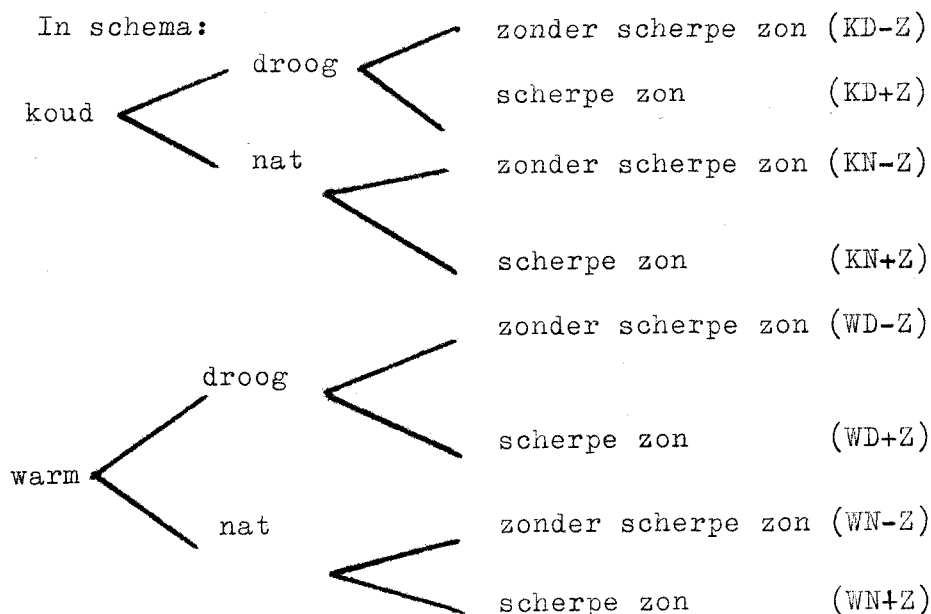 In schema:
zonder scherpe zon (KD-Z)
droog
scherpe zon (KD+Z)
koud
nat
zonder scherpe zon (KN-Z)
scherpe zon (KN+Z)
zonder scherpe zon (WD-Z)
droog
scherpe zon (WD+Z)
warm
nat
zonder scherpe zon (WN-Z)
scherpe zon (WN+Z)